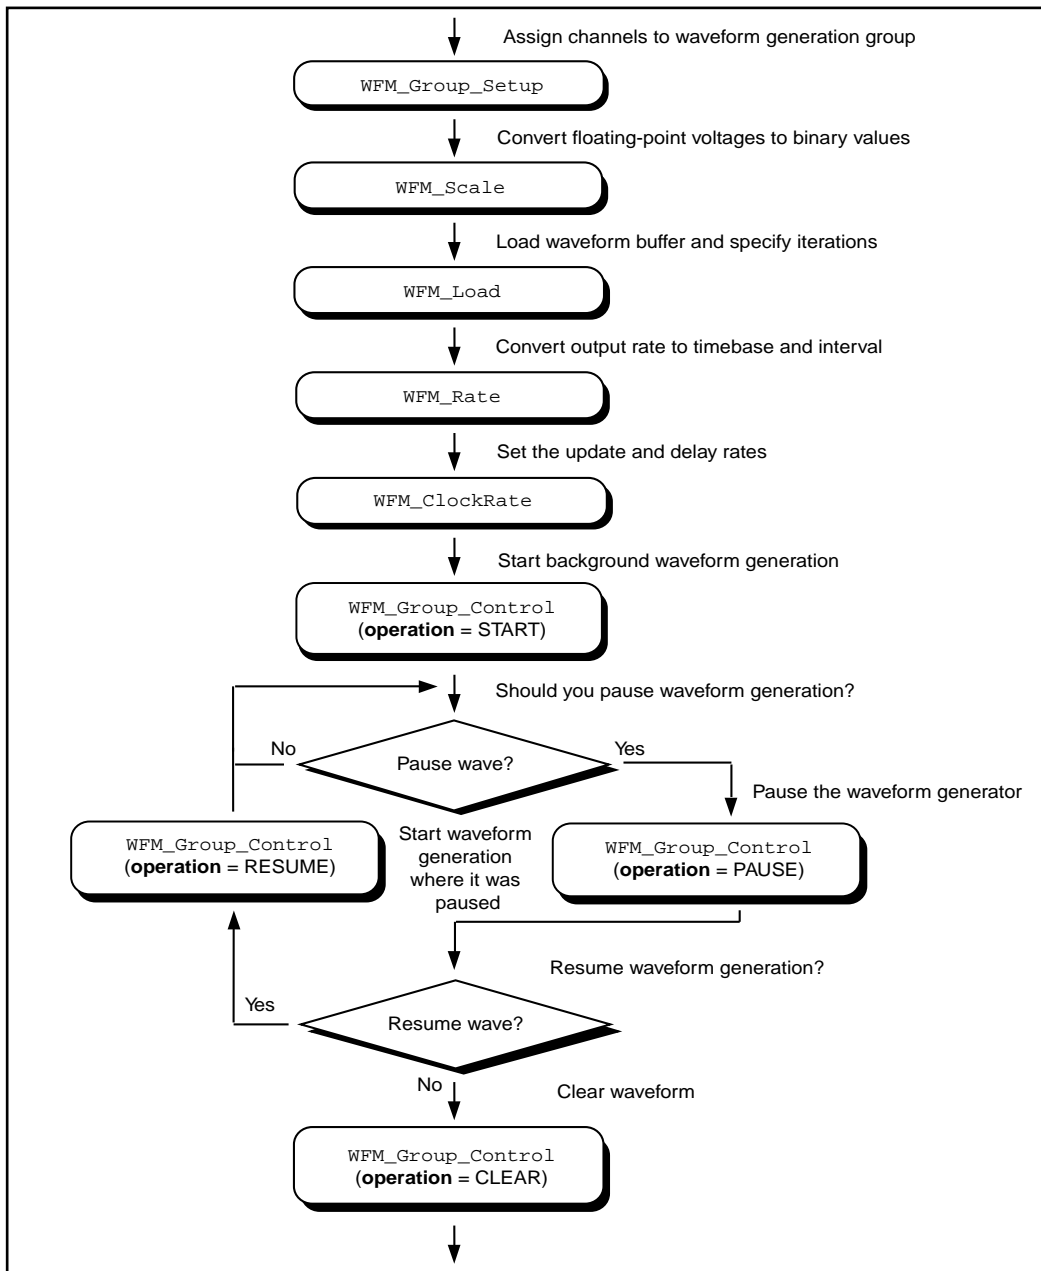 Assign channels to waveform generation group
WFM_Group_Setup
Convert floating-point voltages to binary values
WFM_Scale
Load waveform buffer and specify iterations
WFM_Load
Convert output rate to timebase and interval
WFM_Rate
Set the update and delay rates
WFM_ClockRate
Start background waveform generation
WFM_Group_Control
(operation = START)
Should you pause waveform generation?
No
Pause wave?
Yes
Pause the waveform generator
WFM_Group_Control
(operation = RESUME)
Start waveform
generation
where it was
paused
WFM_Group_Control
(operation = PAUSE)
Resume waveform generation?
Yes
Resume wave?
No
Clear waveform
WFM_Group_Control
(operation = CLEAR)